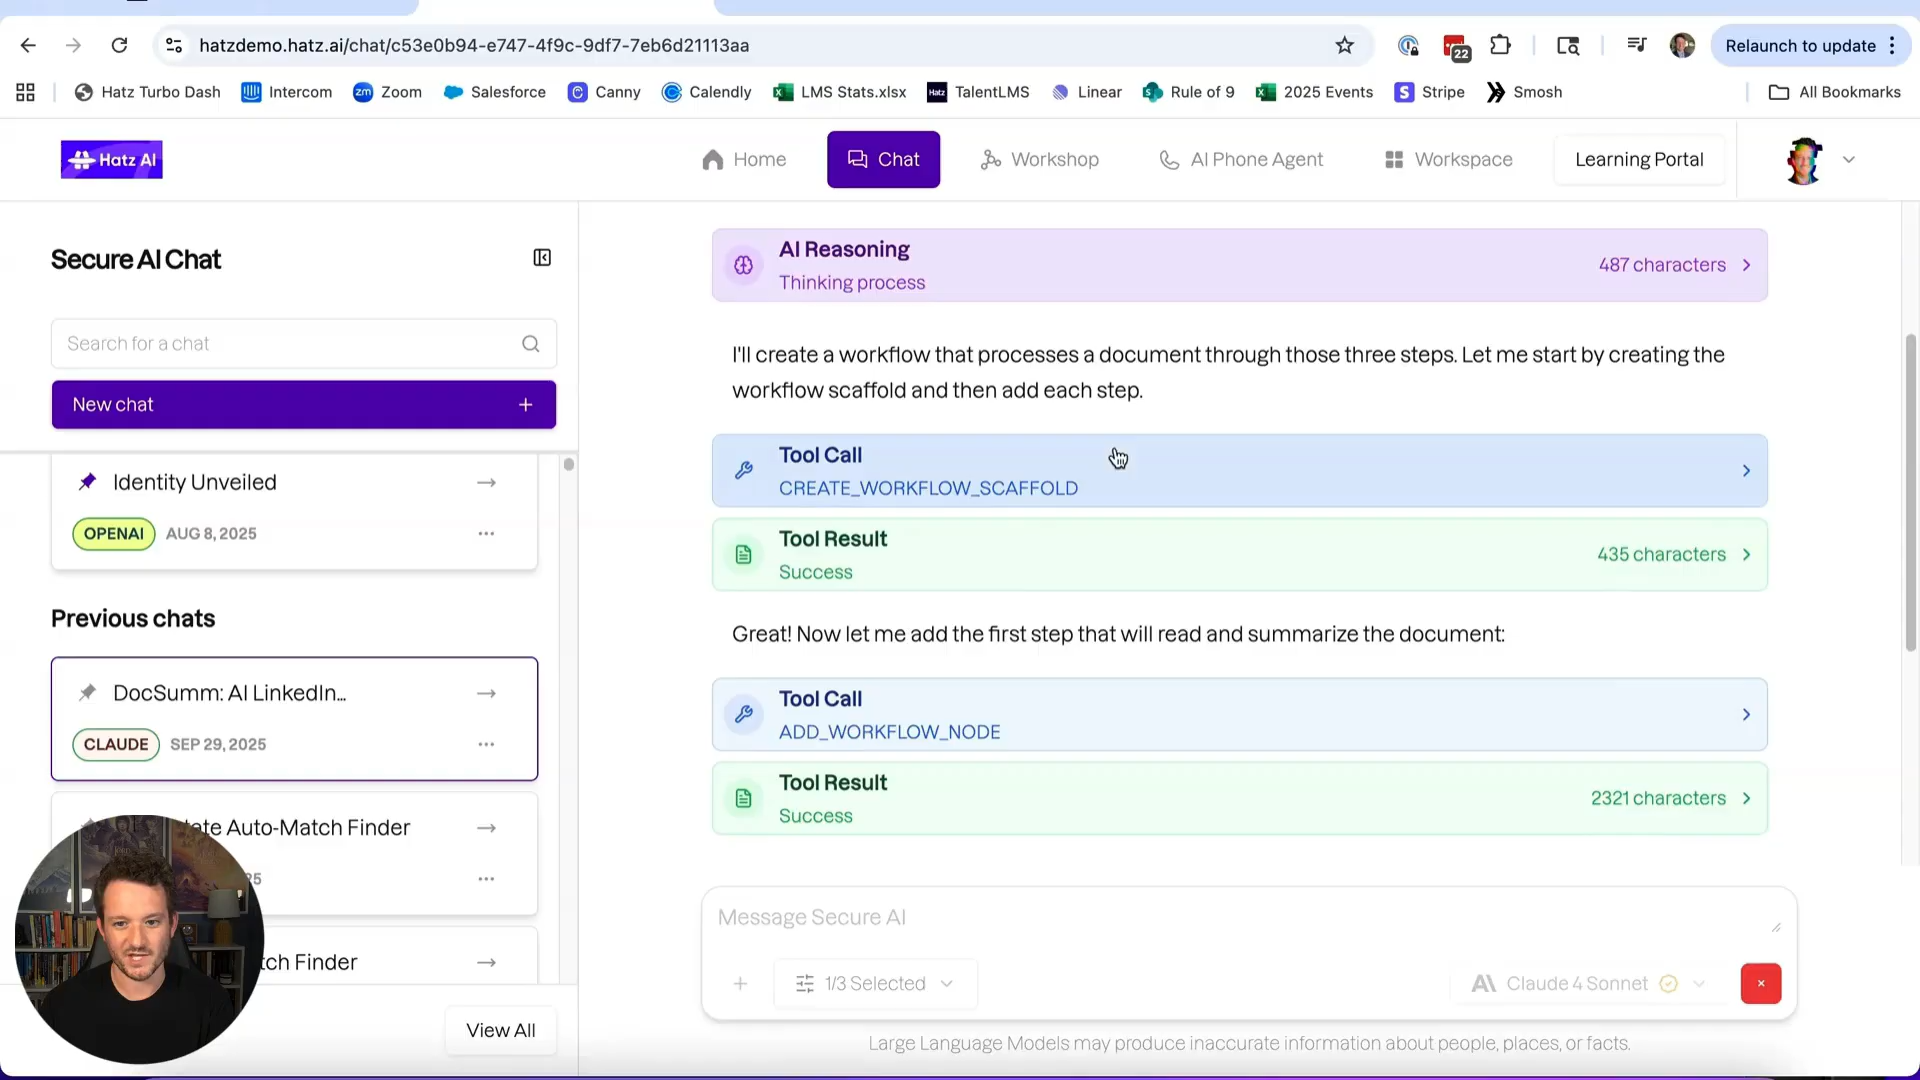 hatzdemo.hatz.ai/chat/c53e0b94-e747-4f9c-9df7-7eb6d21113aa
22
Relaunch to update
Hatz Turbo Dash
Intercom
zm Zoom
Salesforce
C Canny
Calendly
LMS Stats.xlsx
Hatz TalentLMS
Linear
Rule of 9
2025 Events
S Stripe
Smosh
All Bookmarks
Hatz AI
Home
Chat
Workshop
AI Phone Agent
Workspace
Learning Portal
Secure AI Chat
Search for a chat
New chat +
Identity Unveiled
OPENAI AUG 8, 2025
Previous chats
DocSumm: AI LinkedIn...
CLAUDE SEP 29, 2025
Auto-Match Finder
Finder
View All
AI Reasoning
Thinking process
487 characters
I'll create a workflow that processes a document through those three steps. Let me start by creating the
workflow scaffold and then add each step.
Tool Call
CREATE_WORKFLOW_SCAFFOLD
Tool Result
Success
435 characters
Great! Now let me add the first step that will read and summarize the document:
Tool Call
ADD_WORKFLOW_NODE
Tool Result
Success
2321 characters
Message Secure AI
1/3 Selected
Claude 4 Sonnet
Large Language Models may produce inaccurate information about people, places, or facts.